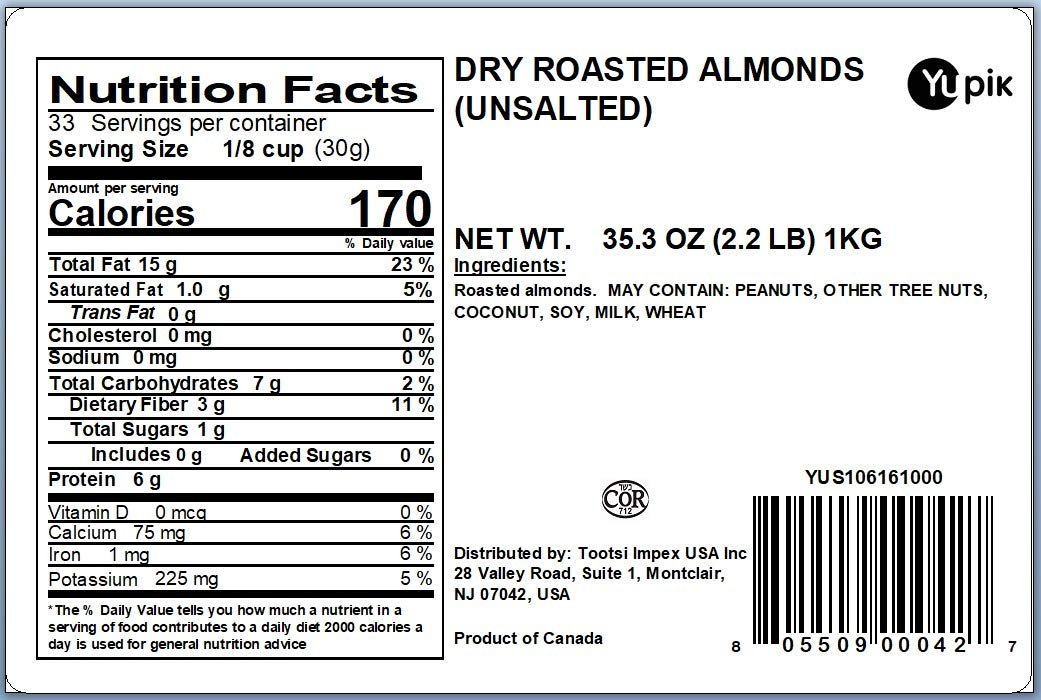 Nutrition Facts
33 Servings per container
Serving Size 1/8 cup (30g)
Amount per serving
Calories 170
% Daily value
Total Fat 15 g 23 %
Saturated Fat 1.0 g 5%
Trans Fat 0 g
Cholesterol 0 mg 0 %
Sodium 0 mg 0 %
Total Carbohydrates 7 g 2 %
Dietary Fiber 3 g 11 %
Total Sugars 1 g
Includes 0 g Added Sugars 0 %
Protein 6 g
Vitamin D 0 mcg 0 %
Calcium 75 mg 6 %
Iron 1 mg 6 %
Potassium 225 mg 5 %
*The % Daily Value tells you how much a nutrient in a
serving of food contributes to a daily diet 2000 calories a
day is used for general nutrition advice
DRY ROASTED ALMONDS
(UNSALTED)
Yupik
NET WT. 35.3 OZ (2.2 LB) 1KG
Ingredients:
Roasted almonds. MAY CONTAIN: PEANUTS, OTHER TREE NUTS,
COCONUT, SOY, MILK, WHEAT
כשר
COR
712
Distributed by: Tootsi Impex USA Inc
28 Valley Road, Suite 1, Montclair,
NJ 07042, USA
Product of Canada
YUS106161000
8 05509 00042 7